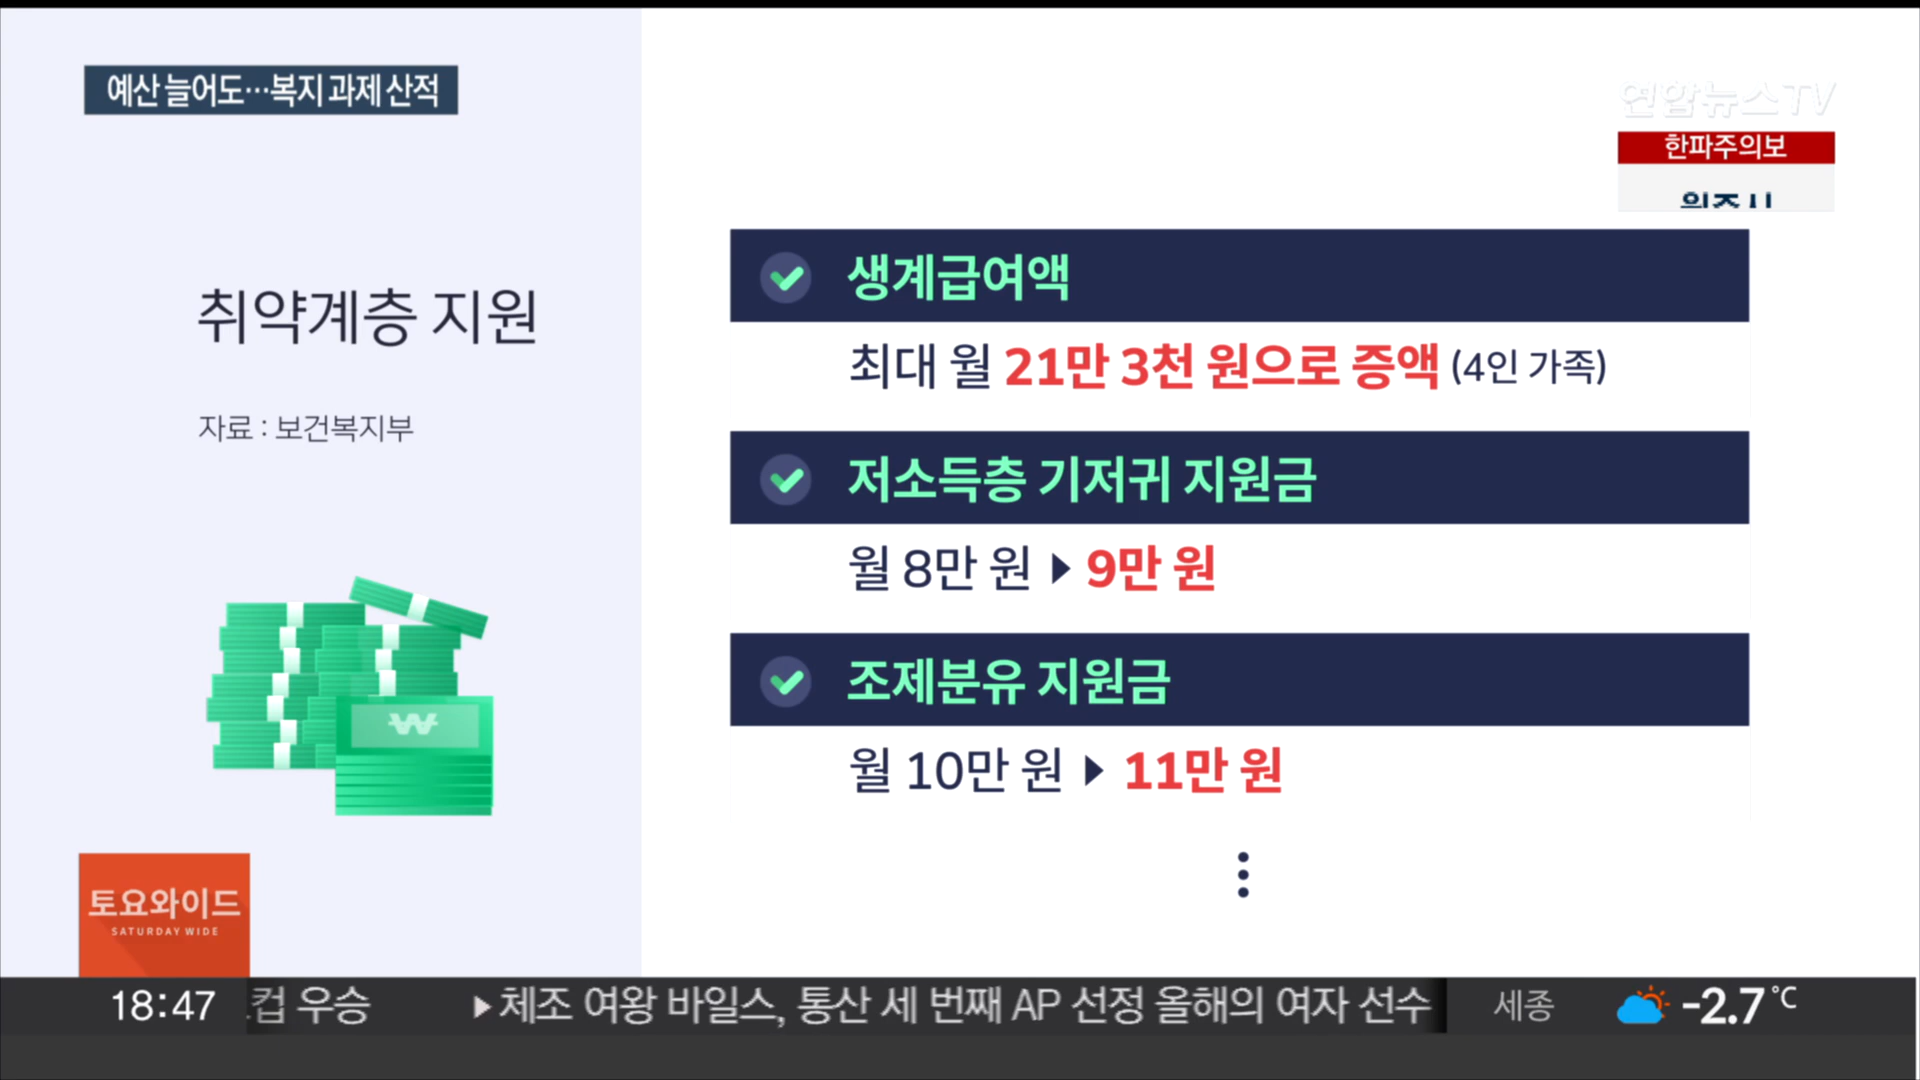 예산 늘어도…복지 과제 산적
연합뉴스TV
한파주의보
취약계층 지원
자료 : 보건복지부
생계급여액
최대 월 21만 3천 원으로 증액 (4인 가족)
저소득층 기저귀 지원금
월 8만 원 ▶ 9만 원
조제분유 지원금
월 10만 원 ▶ 11만 원
토요와이드
SATURDAY WIDE
18:47 컵 우승 ▶체조 여왕 바일스, 통산 세 번째 AP 선정 올해의 여자 선수 세종 -2.7℃